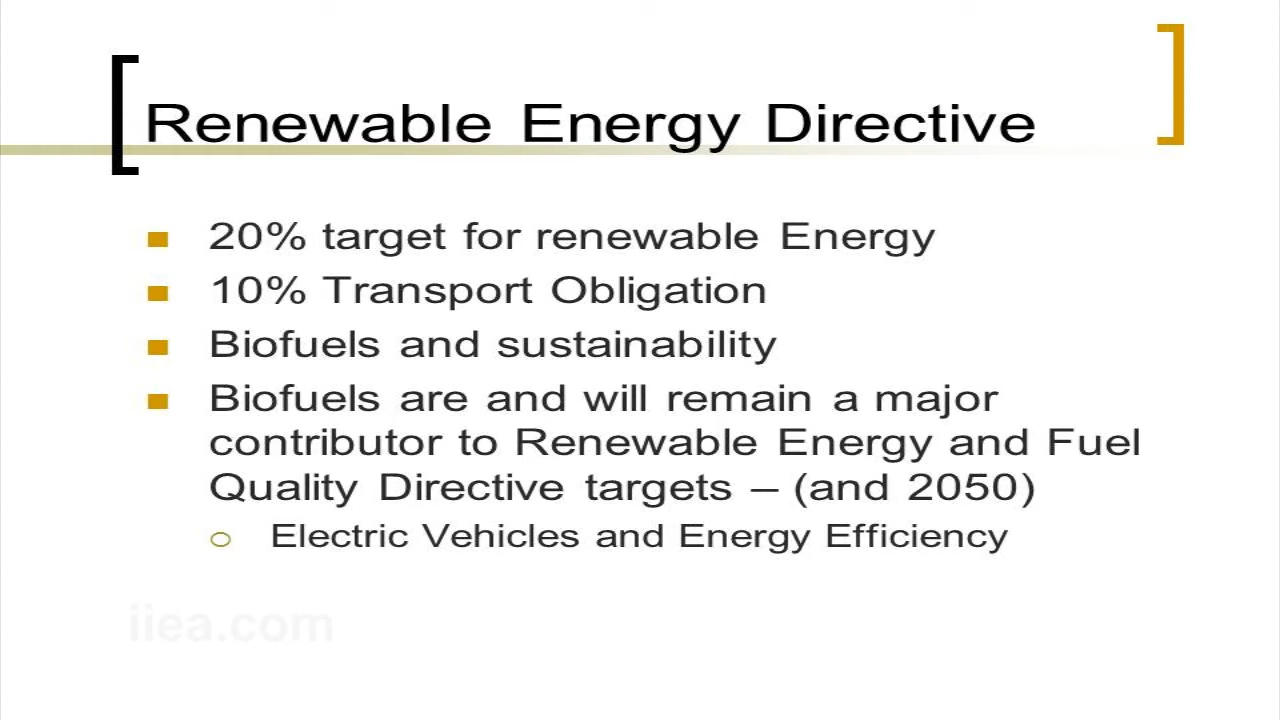 Renewable Energy Directive
20% target for renewable Energy
10% Transport Obligation
Biofuels and sustainability
Biofuels are and will remain a major
contributor to Renewable Energy and Fuel
Quality Directive targets – (and 2050)
Electric Vehicles and Energy Efficiency
iiea.com